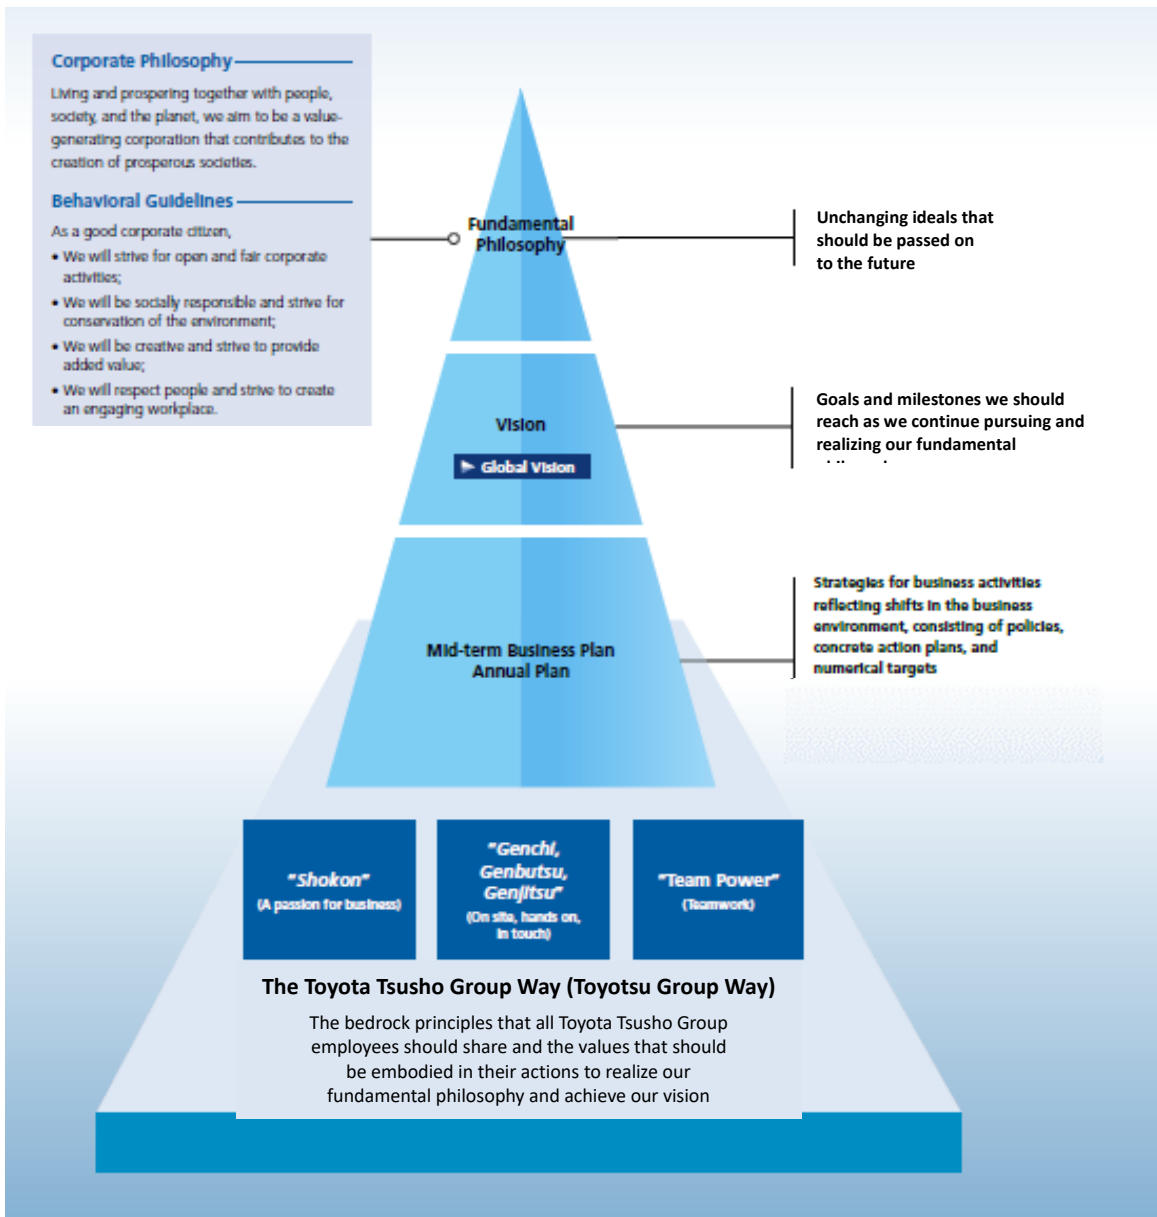 Corporate Philosophy
Living and prospering together with people,
society, and the planet, we aim to be a value-
generating corporation that contributes to the
creation of prosperous societies.
Behavioral Guidelines
As a good corporate citizen,
• We will strive for open and fair corporate
activities;
• We will be socially responsible and strive for
conservation of the environment;
• We will be creative and strive to provide
added value;
• We will respect people and strive to create
an engaging workplace.
Fundamental
Philosophy
Unchanging ideals that
should be passed on
to the future
Vision
Global Vision
Goals and milestones we should
reach as we continue pursuing and
realizing our fundamental
Mid-term Business Plan
Annual Plan
Strategies for business activities
reflecting shifts in the business
environment, consisting of policies,
concrete action plans, and
numerical targets
"Shokon"
(A passion for business)
"Genchi,
Genbutsu,
Genjitsu"
(On site, hands on,
in touch)
"Team Power"
(Teamwork)
The Toyota Tsusho Group Way (Toyotsu Group Way)
The bedrock principles that all Toyota Tsusho Group
employees should share and the values that should
be embodied in their actions to realize our
fundamental philosophy and achieve our vision